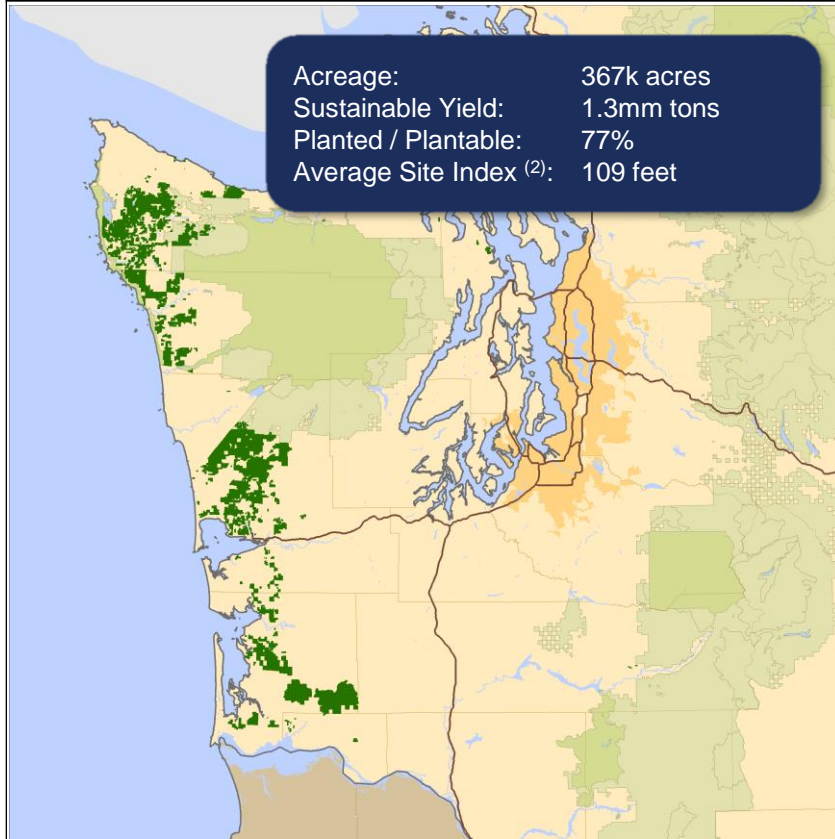 Acreage: 367k acres
Sustainable Yield: 1.3mm tons
Planted / Plantable: 77%
Average Site Index (2): 109 feet